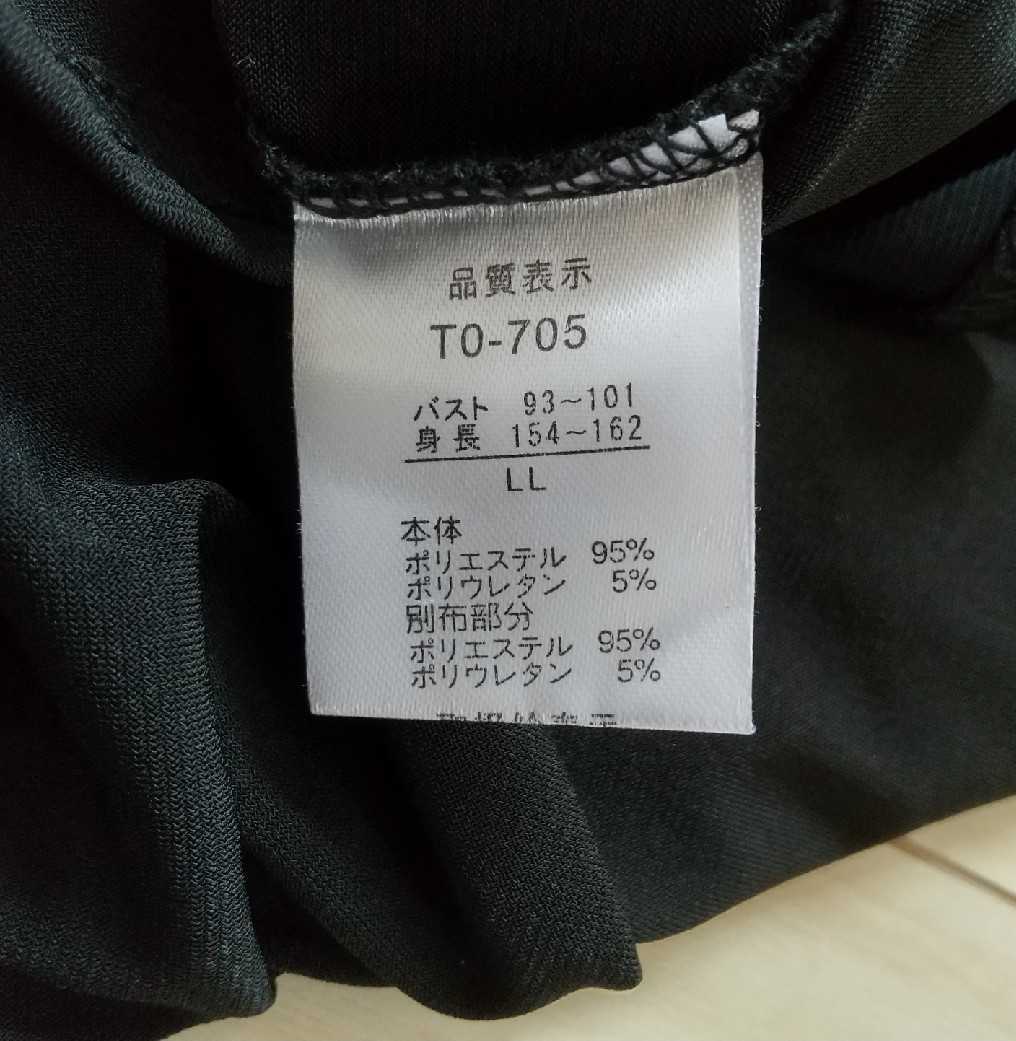 品質表示
T0-705
バスト 93～101
身長 154～162
LL
本体
ポリエステル 95%
ポリウレタン 5%
別布部分
ポリエステル 95%
ポリウレタン 5%